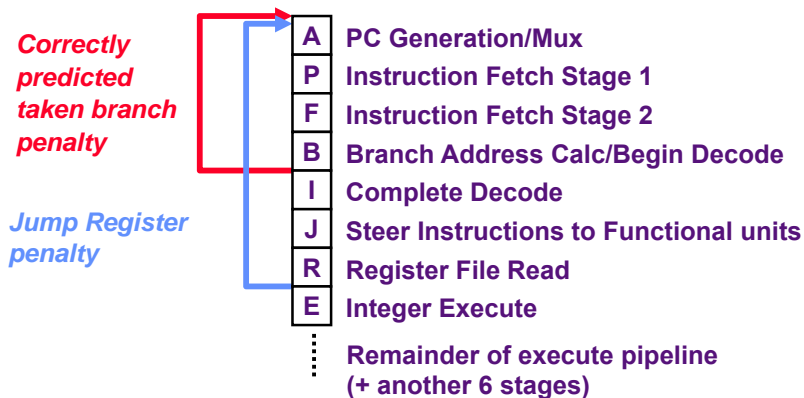 Correctly
predicted
taken branch
penalty
Jump Register
penalty
A PC Generation/Mux
P Instruction Fetch Stage 1
F Instruction Fetch Stage 2
B Branch Address Calc/Begin Decode
I Complete Decode
J Steer Instructions to Functional units
R Register File Read
E Integer Execute
Remainder of execute pipeline
(+ another 6 stages)